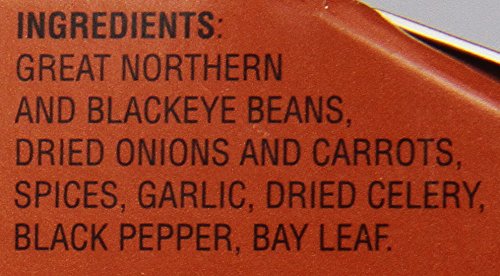 INGREDIENTS:
GREAT NORTHERN
AND BLACKEYE BEANS,
DRIED ONIONS AND CARROTS,
SPICES, GARLIC, DRIED CELERY,
BLACK PEPPER, BAY LEAF.